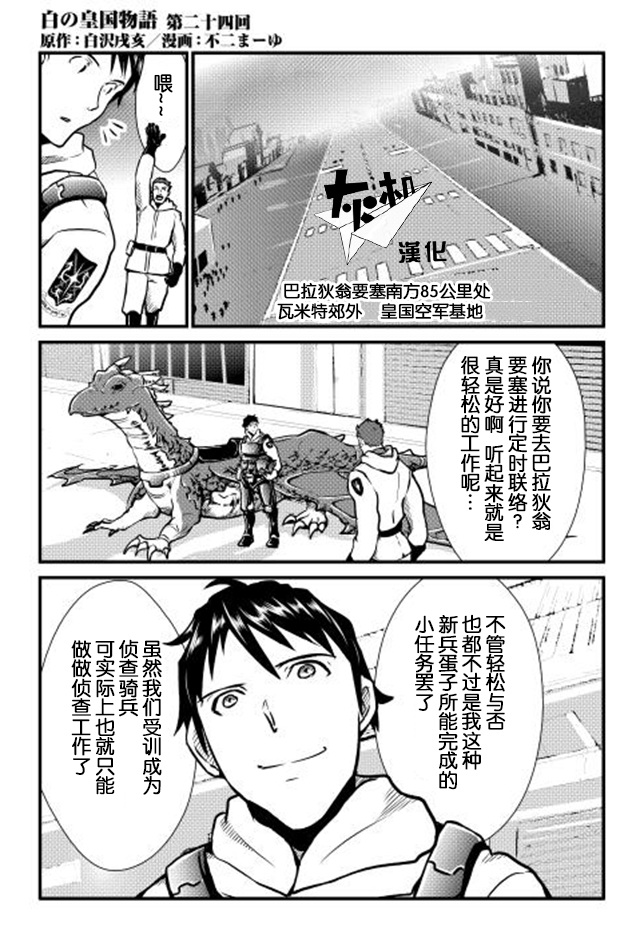 白の皇国物語 第二十四回
原作：白沢戌亥／漫画：不二まーゆ
灰机
漢化
巴拉狄翁要塞南方85公里处
瓦米特郊外 皇国空军基地
喂~~
你说你要去巴拉狄翁
要塞进行定时联络？
真是好啊 听起来就是
很轻松的工作呢…
不管轻松与否
也都不过是我这种
新兵蛋子所能完成的
小任务罢了
虽然我们受训成为
侦查骑兵
可实际上也就只能
做做侦查工作了